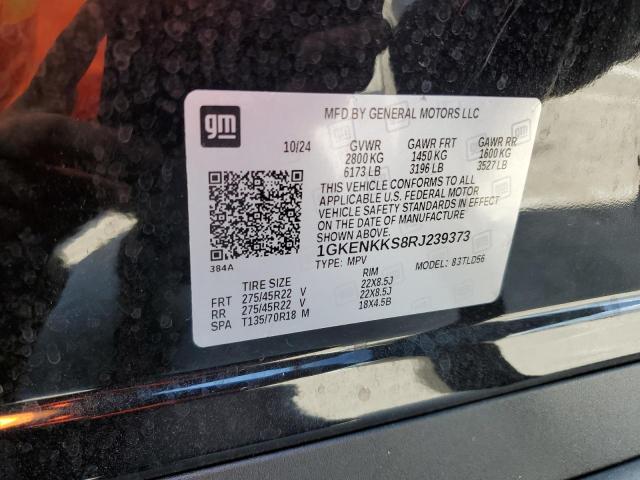 gm
MFD BY GENERAL MOTORS LLC
10/24 GVWR GAWR FRT GAWR RR
2800 KG 1450 KG 1600 KG
6173 LB 3196 LB 3527 LB
THIS VEHICLE CONFORMS TO ALL
APPLICABLE U.S. FEDERAL MOTOR
VEHICLE SAFETY STANDARDS IN EFFECT
ON THE DATE OF MANUFACTURE
SHOWN ABOVE.
1GKENKKS8RJ239373
384A TYPE: MPV MODEL: 83TLD56
TIRE SIZE RIM
FRT 275/45R22 V 22X8.5J
RR 275/45R22 V 22X8.5J
SPA T135/70R18 M 18X4.5B